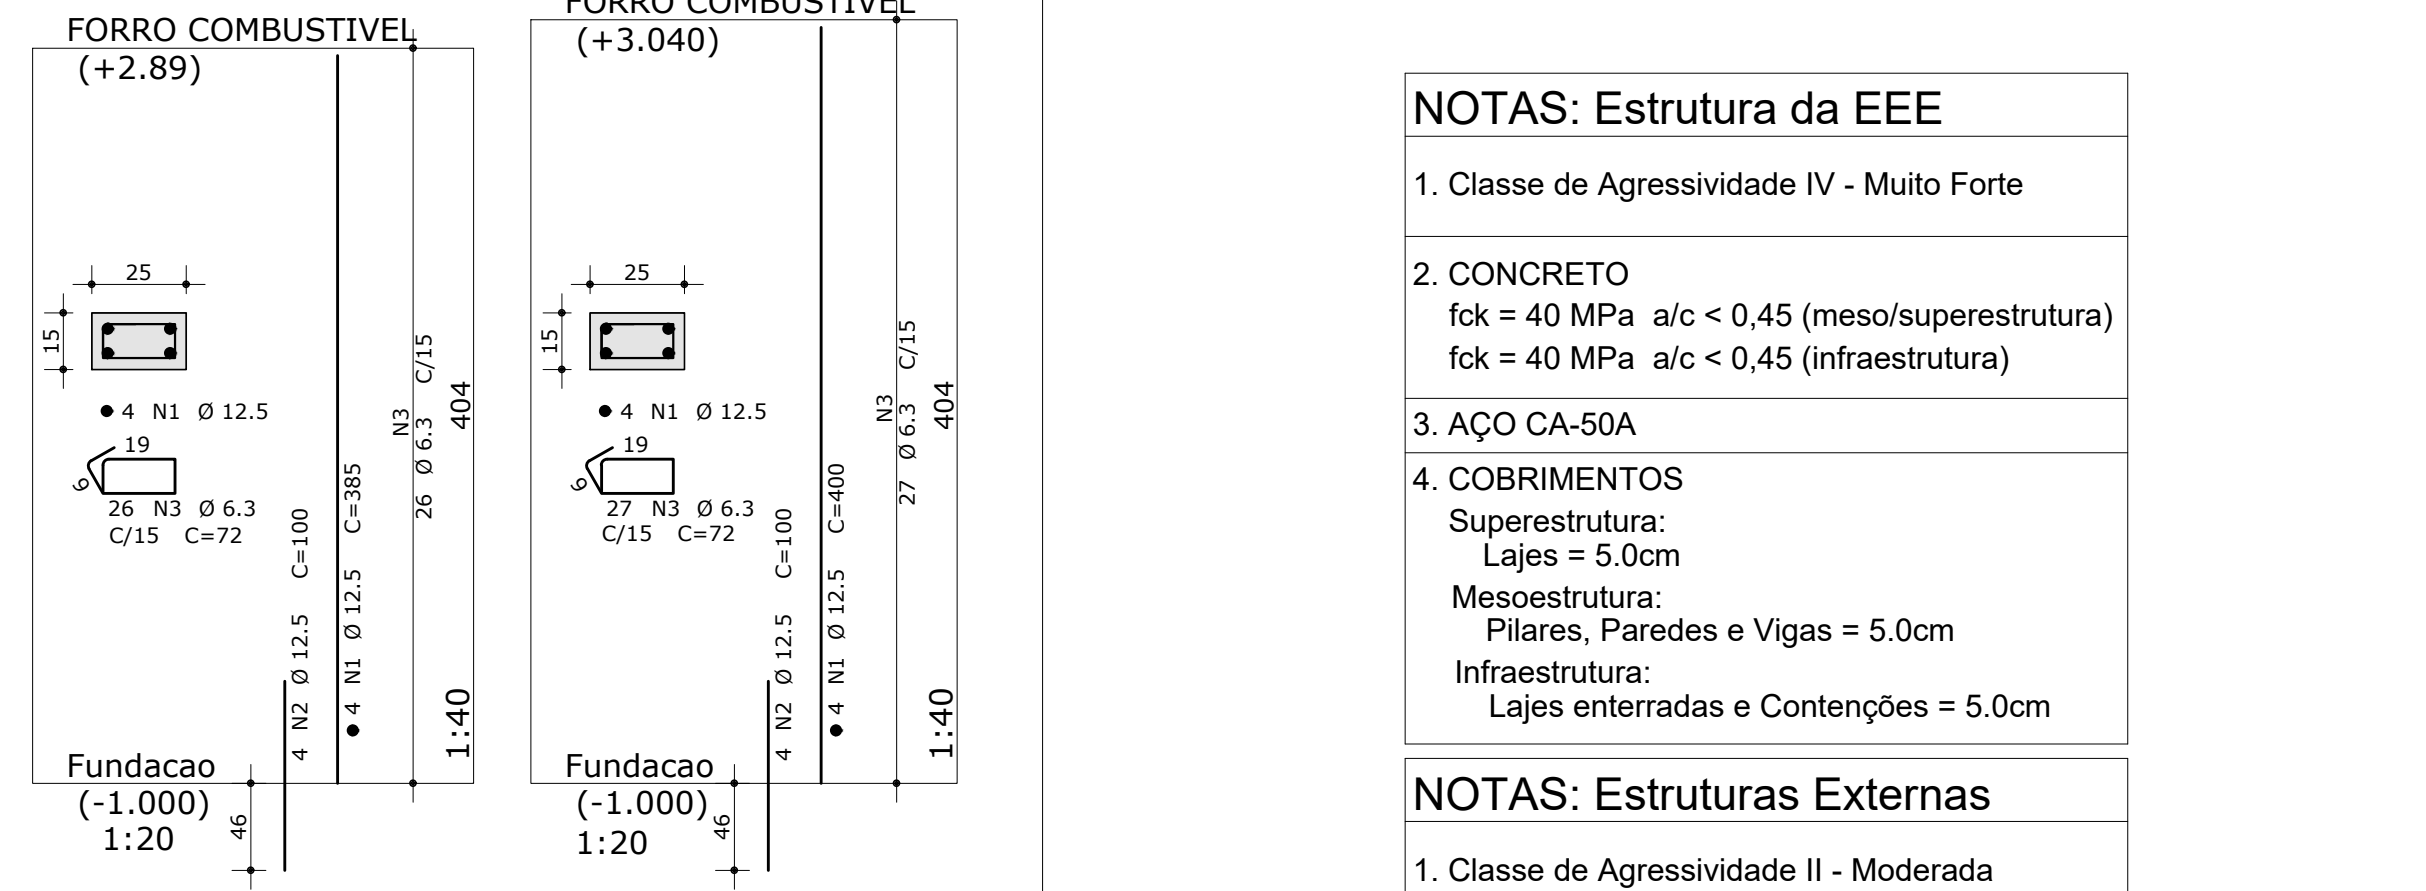 FORRO COMBUSTIVEL
(+2.89)
25
15
4 N1 Ø 12.5
19
9
26 N3 Ø 6.3
C/15 C=72
4 N2 Ø 12.5 C=100
4 N1 Ø 12.5 C=385
N3
26 Ø 6.3 C/15
404
1:40
Fundacao
(-1.000)
1:20
46
FORRO COMBUSTIVEL
(+3.040)
25
15
4 N1 Ø 12.5
19
9
27 N3 Ø 6.3
C/15 C=72
4 N2 Ø 12.5 C=100
4 N1 Ø 12.5 C=400
N3
27 Ø 6.3 C/15
404
1:40
Fundacao
(-1.000)
1:20
46
NOTAS: Estrutura da EEE
1. Classe de Agressividade IV - Muito Forte
2. CONCRETO
fck = 40 MPa a/c < 0,45 (meso/superestrutura)
fck = 40 MPa a/c < 0,45 (infraestrutura)
3. AÇO CA-50A
4. COBRIMENTOS
Superestrutura:
Lajes = 5.0cm
Mesoestrutura:
Pilares, Paredes e Vigas = 5.0cm
Infraestrutura:
Lajes enterradas e Contenções = 5.0cm
NOTAS: Estruturas Externas
1. Classe de Agressividade II - Moderada